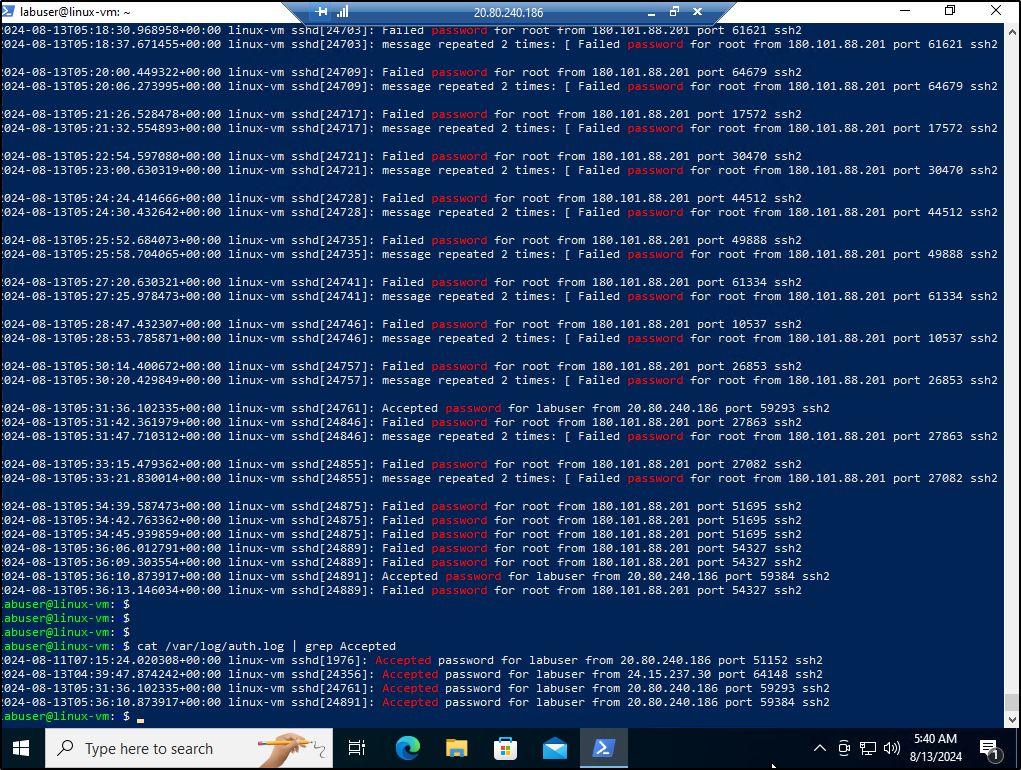 labuser@linux-vm: ~
20.80.240.186
2024-08-13T05:18:30.968958+00:00 linux-vm sshd[24703]: Failed password for root from 180.101.88.201 port 61621 ssh2
2024-08-13T05:18:37.671455+00:00 linux-vm sshd[24703]: message repeated 2 times: [ Failed password for root from 180.101.88.201 port 61621 ssh2
2024-08-13T05:20:00.449322+00:00 linux-vm sshd[24709]: Failed password for root from 180.101.88.201 port 64679 ssh2
2024-08-13T05:20:06.273995+00:00 linux-vm sshd[24709]: message repeated 2 times: [ Failed password for root from 180.101.88.201 port 64679 ssh2
2024-08-13T05:21:26.528478+00:00 linux-vm sshd[24717]: Failed password for root from 180.101.88.201 port 17572 ssh2
2024-08-13T05:21:32.554893+00:00 linux-vm sshd[24717]: message repeated 2 times: [ Failed password for root from 180.101.88.201 port 17572 ssh2
2024-08-13T05:22:54.597080+00:00 linux-vm sshd[24721]: Failed password for root from 180.101.88.201 port 30470 ssh2
2024-08-13T05:23:00.630319+00:00 linux-vm sshd[24721]: message repeated 2 times: [ Failed password for root from 180.101.88.201 port 30470 ssh2
2024-08-13T05:24:24.414666+00:00 linux-vm sshd[24728]: Failed password for root from 180.101.88.201 port 44512 ssh2
2024-08-13T05:24:30.432642+00:00 linux-vm sshd[24728]: message repeated 2 times: [ Failed password for root from 180.101.88.201 port 44512 ssh2
2024-08-13T05:25:52.684073+00:00 linux-vm sshd[24735]: Failed password for root from 180.101.88.201 port 49888 ssh2
2024-08-13T05:25:58.704065+00:00 linux-vm sshd[24735]: message repeated 2 times: [ Failed password for root from 180.101.88.201 port 49888 ssh2
2024-08-13T05:27:20.630321+00:00 linux-vm sshd[24741]: Failed password for root from 180.101.88.201 port 61334 ssh2
2024-08-13T05:27:25.978473+00:00 linux-vm sshd[24741]: message repeated 2 times: [ Failed password for root from 180.101.88.201 port 61334 ssh2
2024-08-13T05:28:47.432307+00:00 linux-vm sshd[24746]: Failed password for root from 180.101.88.201 port 10537 ssh2
2024-08-13T05:28:53.785871+00:00 linux-vm sshd[24746]: message repeated 2 times: [ Failed password for root from 180.101.88.201 port 10537 ssh2
2024-08-13T05:30:14.400672+00:00 linux-vm sshd[24757]: Failed password for root from 180.101.88.201 port 26853 ssh2
2024-08-13T05:30:20.429849+00:00 linux-vm sshd[24757]: message repeated 2 times: [ Failed password for root from 180.101.88.201 port 26853 ssh2
2024-08-13T05:31:36.102335+00:00 linux-vm sshd[24761]: Accepted password for labuser from 20.80.240.186 port 59293 ssh2
2024-08-13T05:31:42.361979+00:00 linux-vm sshd[24846]: Failed password for root from 180.101.88.201 port 27863 ssh2
2024-08-13T05:31:47.710312+00:00 linux-vm sshd[24846]: message repeated 2 times: [ Failed password for root from 180.101.88.201 port 27863 ssh2
2024-08-13T05:33:15.479362+00:00 linux-vm sshd[24855]: Failed password for root from 180.101.88.201 port 27082 ssh2
2024-08-13T05:33:21.830014+00:00 linux-vm sshd[24855]: message repeated 2 times: [ Failed password for root from 180.101.88.201 port 27082 ssh2
2024-08-13T05:34:39.587473+00:00 linux-vm sshd[24875]: Failed password for root from 180.101.88.201 port 51695 ssh2
2024-08-13T05:34:42.763362+00:00 linux-vm sshd[24875]: Failed password for root from 180.101.88.201 port 51695 ssh2
2024-08-13T05:34:45.939859+00:00 linux-vm sshd[24875]: Failed password for root from 180.101.88.201 port 51695 ssh2
2024-08-13T05:36:06.012791+00:00 linux-vm sshd[24889]: Failed password for root from 180.101.88.201 port 54327 ssh2
2024-08-13T05:36:09.303554+00:00 linux-vm sshd[24889]: Failed password for root from 180.101.88.201 port 54327 ssh2
2024-08-13T05:36:10.873917+00:00 linux-vm sshd[24891]: Accepted password for labuser from 20.80.240.186 port 59384 ssh2
2024-08-13T05:36:13.146034+00:00 linux-vm sshd[24889]: Failed password for root from 180.101.88.201 port 54327 ssh2
labuser@linux-vm: $
labuser@linux-vm: $
labuser@linux-vm: $
labuser@linux-vm: $ cat /var/log/auth.log | grep Accepted
2024-08-11T07:15:24.020308+00:00 linux-vm sshd[1976]: Accepted password for labuser from 20.80.240.186 port 51152 ssh2
2024-08-13T04:39:47.874242+00:00 linux-vm sshd[24356]: Accepted password for labuser from 24.15.237.30 port 64148 ssh2
2024-08-13T05:31:36.102335+00:00 linux-vm sshd[24761]: Accepted password for labuser from 20.80.240.186 port 59293 ssh2
2024-08-13T05:36:10.873917+00:00 linux-vm sshd[24891]: Accepted password for labuser from 20.80.240.186 port 59384 ssh2
labuser@linux-vm: $
Type here to search
5:40 AM
8/13/2024
1